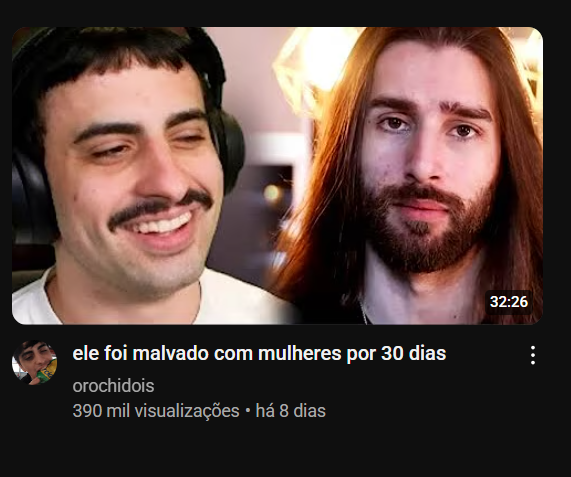 32:26
ele foi malvado com mulheres por 30 dias
orochidois
390 mil visualizações • há 8 dias